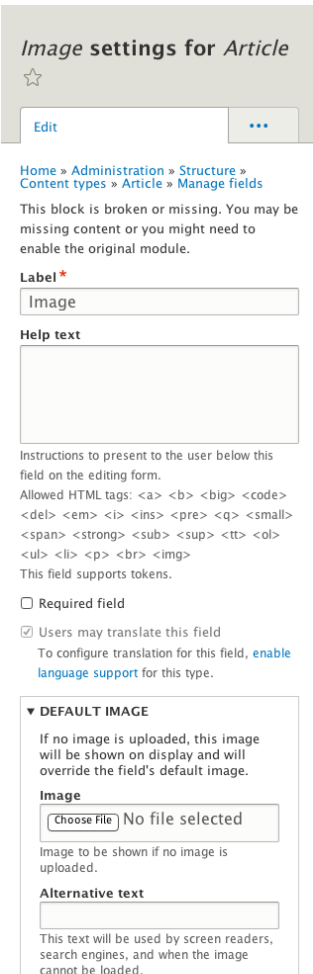 Image settings for Article
Edit
•••
Home » Administration » Structure »
Content types » Article » Manage fields
This block is broken or missing. You may be
missing content or you might need to
enable the original module.
Label*
Image
Help text
Instructions to present to the user below this
field on the editing form.
Allowed HTML tags: <a> <b> <big> <code>
<del> <em> <i> <ins> <pre> <q> <small>
<span> <strong> <sub> <sup> <tt> <ol>
<ul> <li> <p> <br> <img>
This field supports tokens.
Required field
Users may translate this field
To configure translation for this field, enable
language support for this type.
▼ DEFAULT IMAGE
If no image is uploaded, this image
will be shown on display and will
override the field's default image.
Image
Choose File No file selected
Image to be shown if no image is
uploaded.
Alternative text
This text will be used by screen readers,
search engines, and when the image
cannot be loaded.